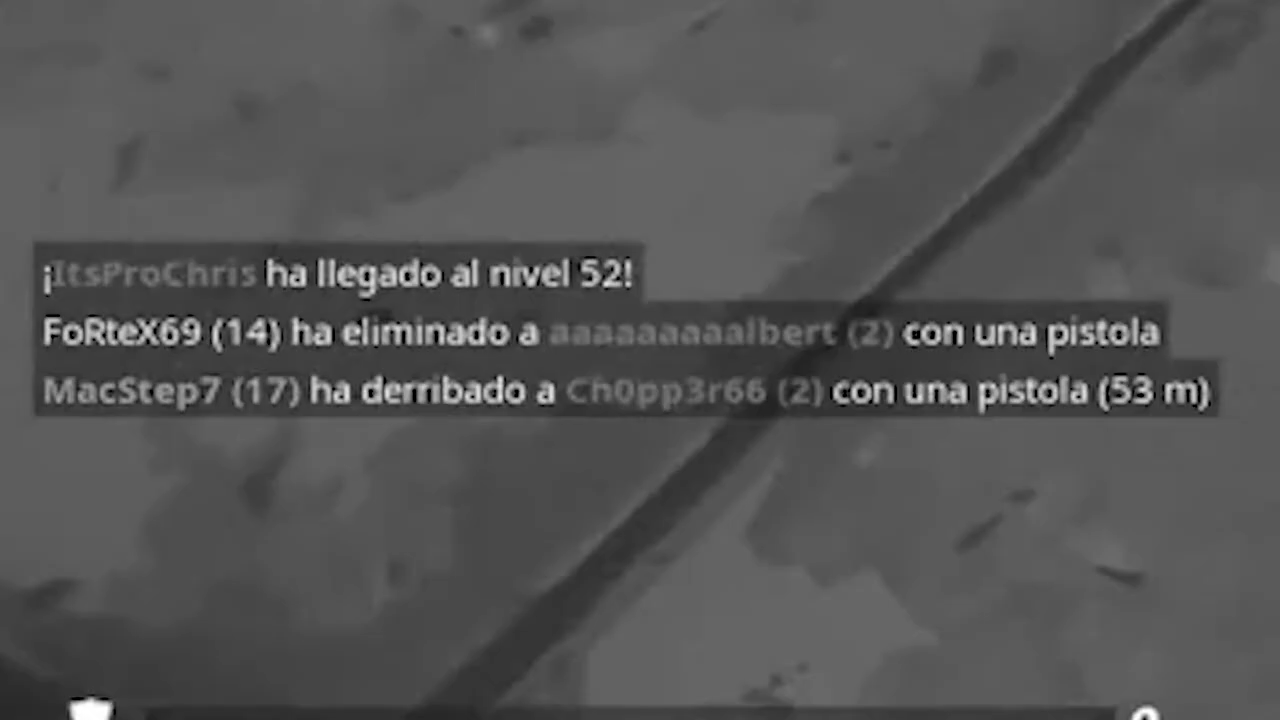 ¡ItsProChris ha llegado al nivel 52!
FoRteX69 (14) ha eliminado a aaaaaaaaalbert (2) con una pistola
MacStep7 (17) ha derribado a Ch0pp3r66 (2) con una pistola (53 m)